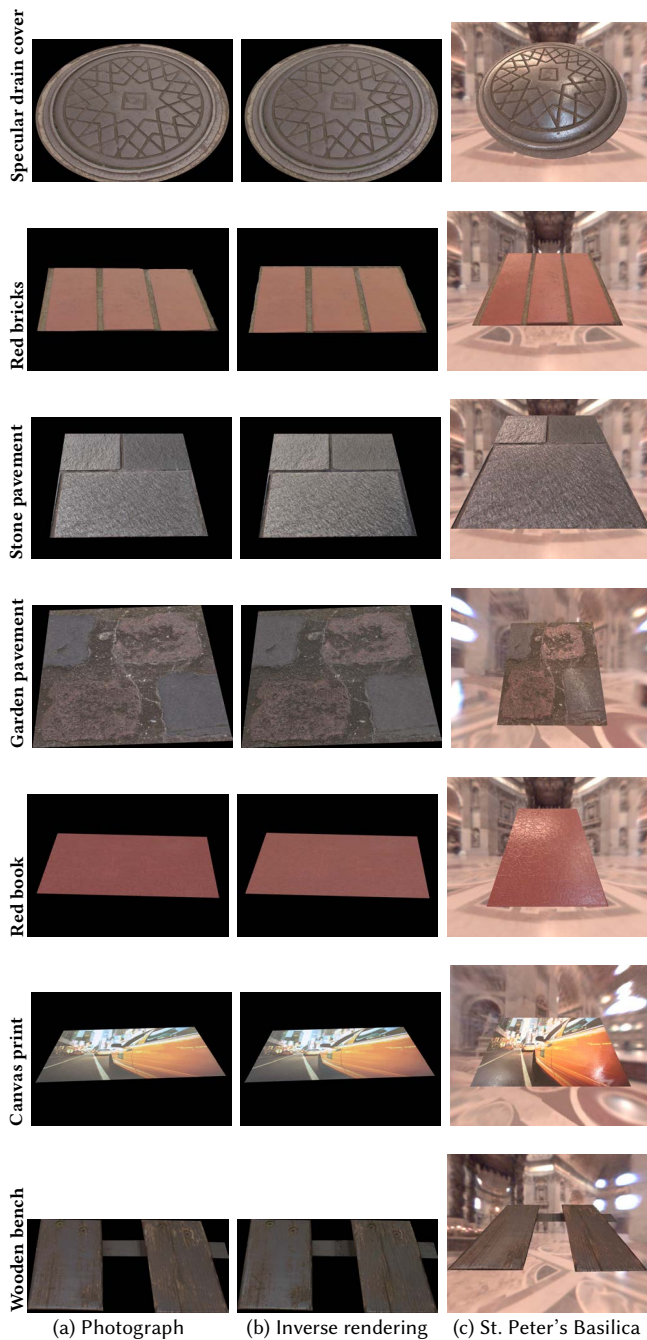 Specular drain cover
Red bricks
Stone pavement
Garden pavement
Red book
Canvas print
Wooden bench
(a) Photograph
(b) Inverse rendering
(c) St. Peter's Basilica